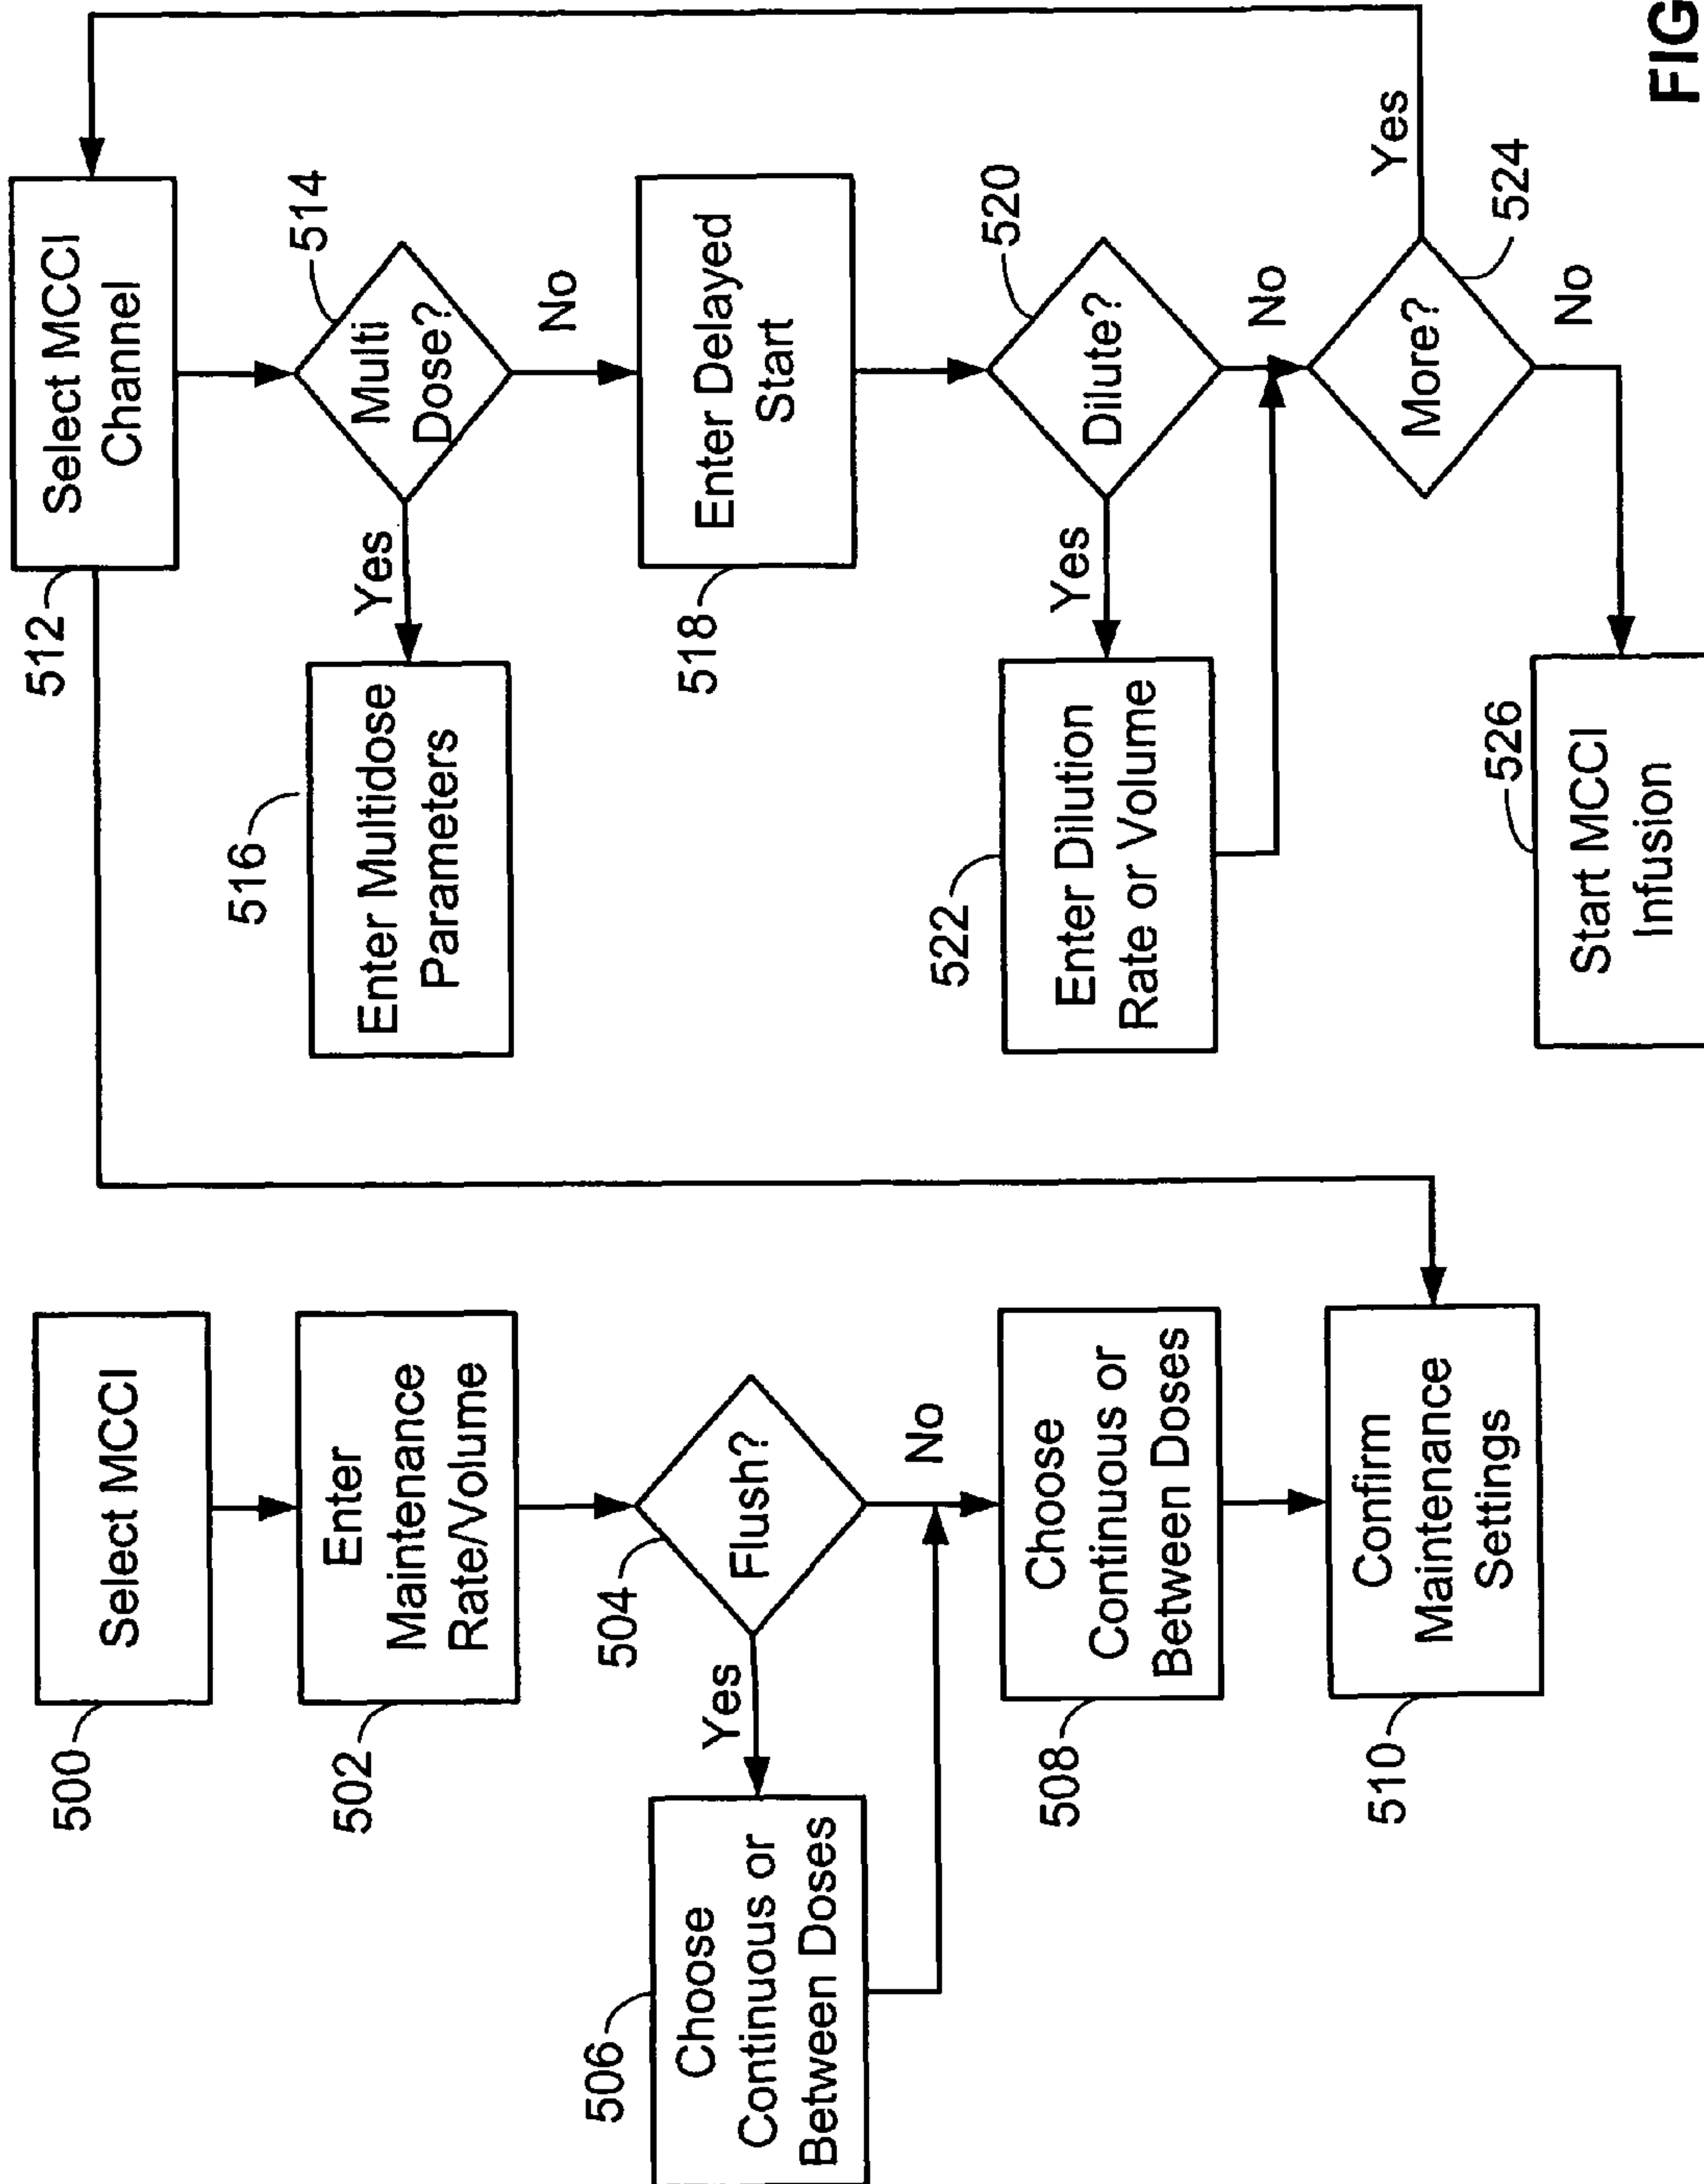 500
Select MCCI
502
Enter
Maintenance
Rate/Volume
504
Flush?
Yes
No
506
Choose
Continuous or
Between Doses
508
Choose
Continuous or
Between Doses
510
Confirm
Maintenance
Settings
512
Select MCCI
Channel
514
Multi
Dose?
Yes
No
516
Enter Multidose
Parameters
518
Enter Delayed
Start
520
Dilute?
Yes
No
522
Enter Dilution
Rate or Volume
524
More?
Yes
No
526
Start MCCI
Infusion
FIG